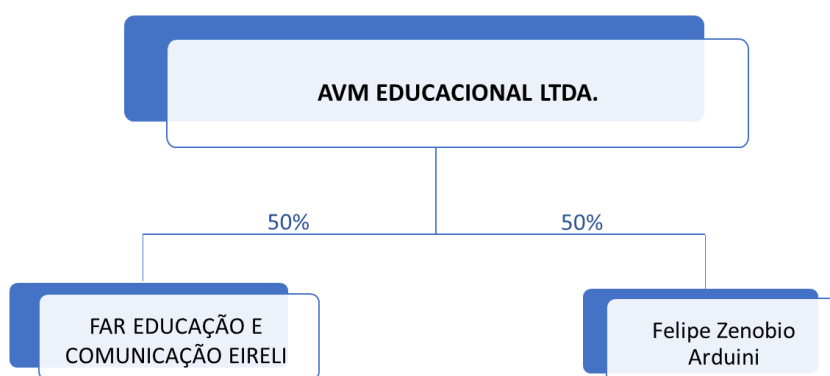 AVM EDUCACIONAL LTDA.
50%
50%
FAR EDUCAÇÃO E
COMUNICAÇÃO EIRELI
Felipe Zenobio
Arduini